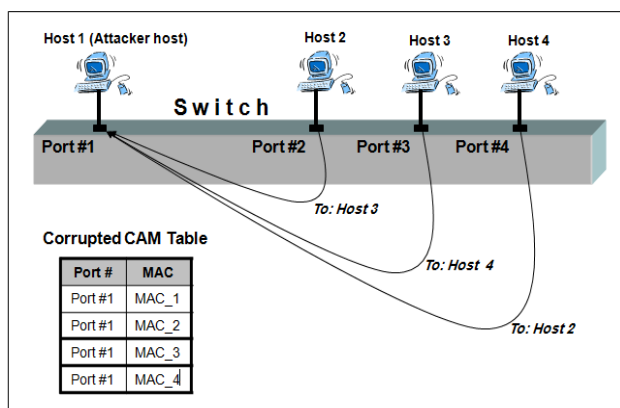 Host 1 (Attacker host)
Host 2
Host 3
Host 4
Switch
Port #1
Port #2
Port #3
Port #4
To: Host 3
To: Host 4
To: Host 2
Corrupted CAM Table
Port # MAC
Port #1 MAC_1
Port #1 MAC_2
Port #1 MAC_3
Port #1 MAC_4